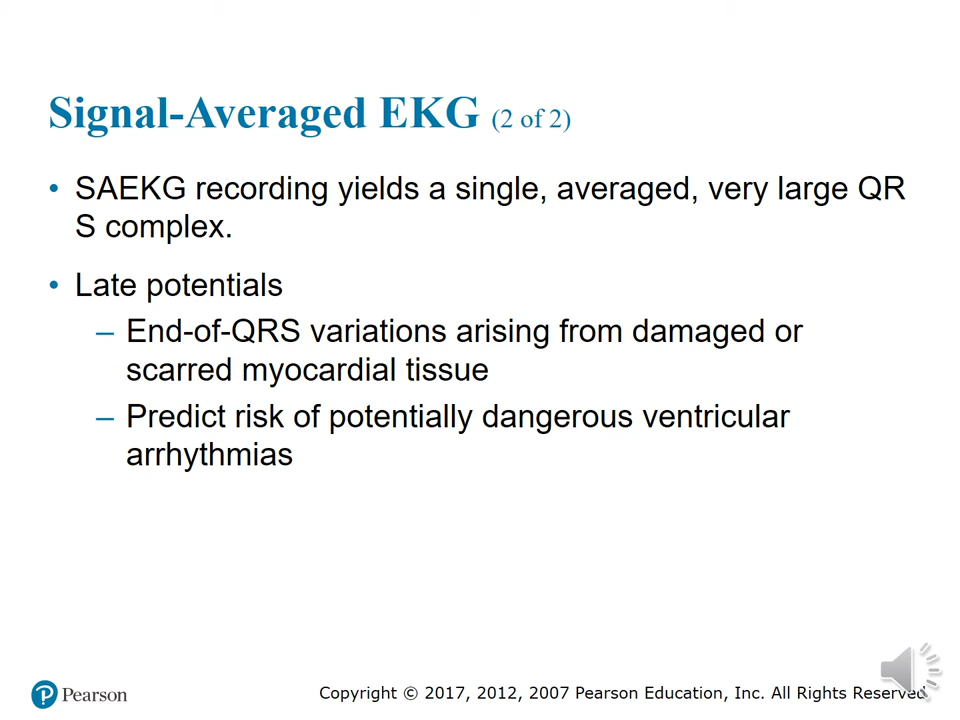 Signal-Averaged EKG (2 of 2)
• SAEKG recording yields a single, averaged, very large QR
S complex.
• Late potentials
– End-of-QRS variations arising from damaged or
scarred myocardial tissue
– Predict risk of potentially dangerous ventricular
arrhythmias
Pearson
Copyright © 2017, 2012, 2007 Pearson Education, Inc. All Rights Reserved